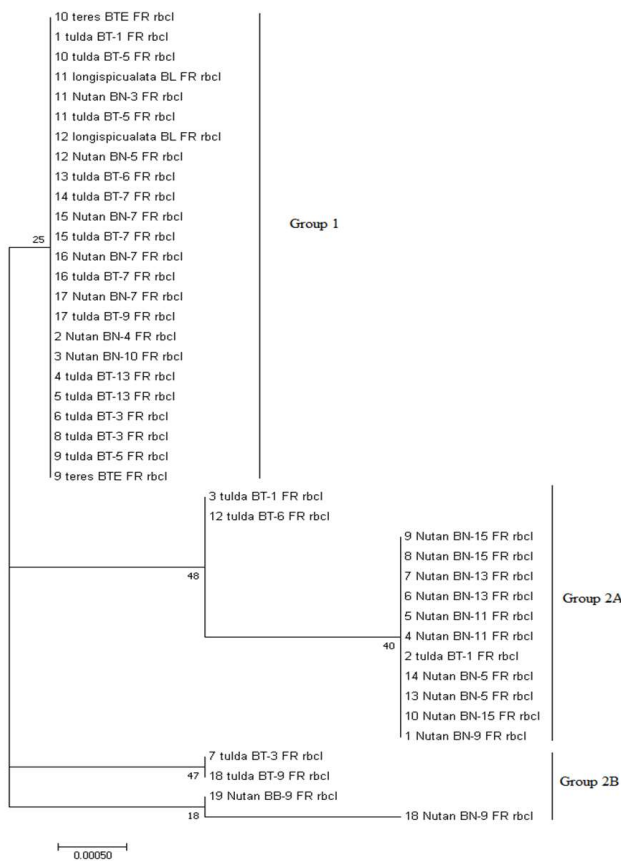 10 teres BTE FR rbcl
1 tulda BT-1 FR rbcl
10 tulda BT-5 FR rbcl
11 longispicualata BL FR rbcl
11 Nutan BN-3 FR rbcl
11 tulda BT-5 FR rbcl
12 longispicualata BL FR rbcl
12 Nutan BN-5 FR rbcl
13 tulda BT-6 FR rbcl
14 tulda BT-7 FR rbcl
15 Nutan BN-7 FR rbcl
15 tulda BT-7 FR rbcl
16 Nutan BN-7 FR rbcl
16 tulda BT-7 FR rbcl
17 Nutan BN-7 FR rbcl
17 tulda BT-9 FR rbcl
2 Nutan BN-4 FR rbcl
3 Nutan BN-10 FR rbcl
4 tulda BT-13 FR rbcl
5 tulda BT-13 FR rbcl
6 tulda BT-3 FR rbcl
8 tulda BT-3 FR rbcl
9 tulda BT-5 FR rbcl
9 teres BTE FR rbcl
25
Group 1
3 tulda BT-1 FR rbcl
12 tulda BT-6 FR rbcl
48
9 Nutan BN-15 FR rbcl
8 Nutan BN-15 FR rbcl
7 Nutan BN-13 FR rbcl
6 Nutan BN-13 FR rbcl
5 Nutan BN-11 FR rbcl
4 Nutan BN-11 FR rbcl
2 tulda BT-1 FR rbcl
14 Nutan BN-5 FR rbcl
13 Nutan BN-5 FR rbcl
10 Nutan BN-15 FR rbcl
1 Nutan BN-9 FR rbcl
40
Group 2A
7 tulda BT-3 FR rbcl
18 tulda BT-9 FR rbcl
47
19 Nutan BB-9 FR rbcl
18 Nutan BN-9 FR rbcl
18
Group 2B
0.00050